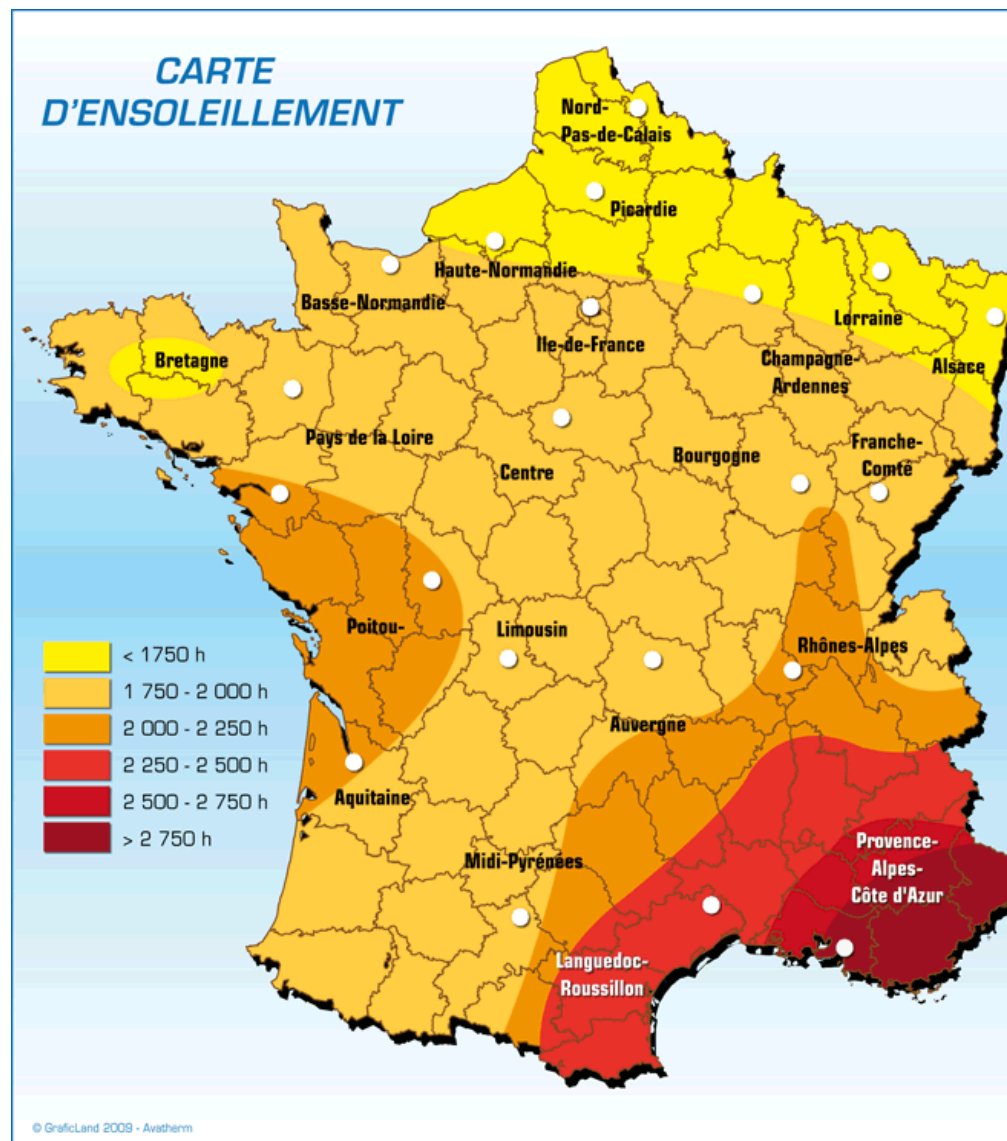 CARTE
D'ENSOLEILLEMENT
Nord-
Pas-de-Calais
Picardie
Haute-Normandie
Basse-Normandie
Ile-de-France
Lorraine
Champagne-
Ardennes
Alsace
Bretagne
Pays de la Loire
Centre
Bourgogne
Franche-
Comté
Poitou-
Limousin
Rhônes-Alpes
Auvergne
Aquitaine
Midi-Pyrénées
Provence-
Alpes-
Côte d'Azur
Languedoc-
Roussillon
< 1750 h
1 750 - 2 000 h
2 000 - 2 250 h
2 250 - 2 500 h
2 500 - 2 750 h
> 2 750 h
© GraficLand 2009 - Avatherm